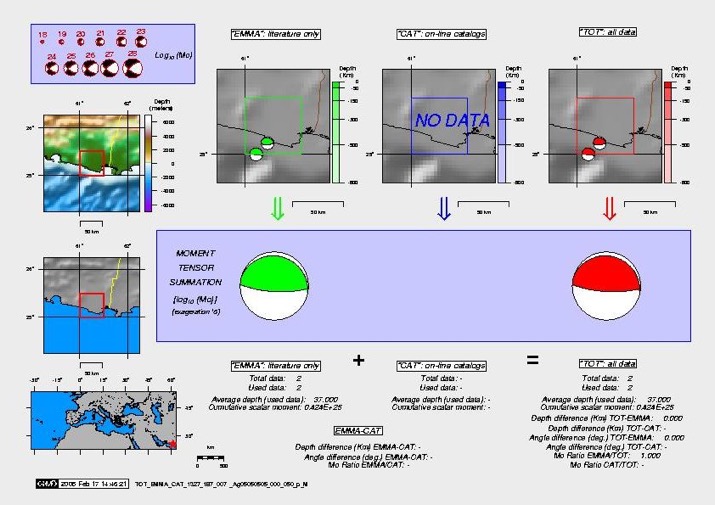 18 19 20 21 22 23
24 25 26 27 28
Log10 (Mo)
"EMMA": literature only
"CAT": on-line catalogs
"TOT": all data
Depth (Km)
0
-50
-150
-300
-600
Depth (Km)
0
-50
-150
-300
-600
Depth (Km)
0
-50
-150
-300
-600
61° 62°
Depth (meters)
6000
4000
2000
0
-2000
-4000
-6000
26°
25°
61°
25°
61°
NO DATA
25°
61°
25°
50 km
50 km
50 km
50 km
61° 62°
26°
25°
50 km
MOMENT
TENSOR
SUMMATION
[log10 (Mo)]
(exageration ^6)
"EMMA": literature only
+
"CAT": on-line catalogs
=
"TOT": all data
Total data: 2
Used data: 2
Average depth (used data): 37.000
Cumulative scalar moment: 0.424E+25
Total data: -
Used data: -
Average depth (used data): -
Cumulative scalar moment: -
Total data: 2
Used data: 2
Average depth (used data): 37.000
Cumulative scalar moment: 0.424E+25
Depth difference (Km) TOT-EMMA: 0.000
Depth difference (Km) TOT-CAT: -
Angle difference (deg.) TOT-EMMA: 0.000
Angle difference (deg.) TOT-CAT: -
Mo Ratio EMMA/TOT: 1.000
Mo Ratio CAT/TOT: -
EMMA-CAT
Depth difference (Km) EMMA-CAT: -
Angle difference (deg.) EMMA-CAT: -
Mo Ratio EMMA/CAT: -
-30° -15° 0° 15° 30° 45° 60°
45°
30°
km
GMT 2006 Feb 17 14:46:21